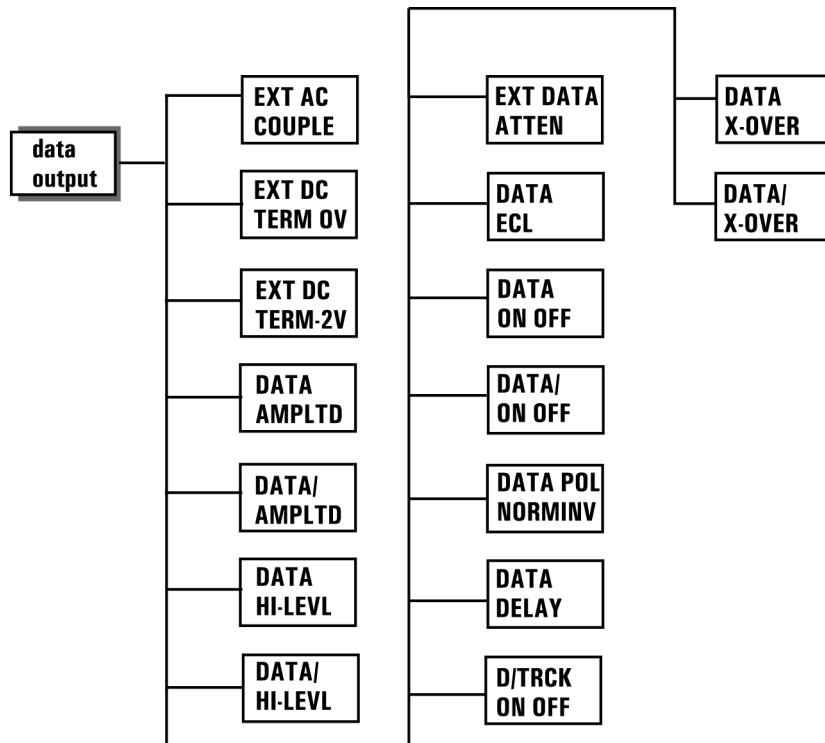 data
output
EXT AC
COUPLE
EXT DC
TERM 0V
EXT DC
TERM-2V
DATA
AMPLTD
DATA/
AMPLTD
DATA
HI-LEVL
DATA/
HI-LEVL
EXT DATA
ATTEN
DATA
ECL
DATA
ON OFF
DATA/
ON OFF
DATA POL
NORMINV
DATA
DELAY
D/TRCK
ON OFF
DATA
X-OVER
DATA/
X-OVER